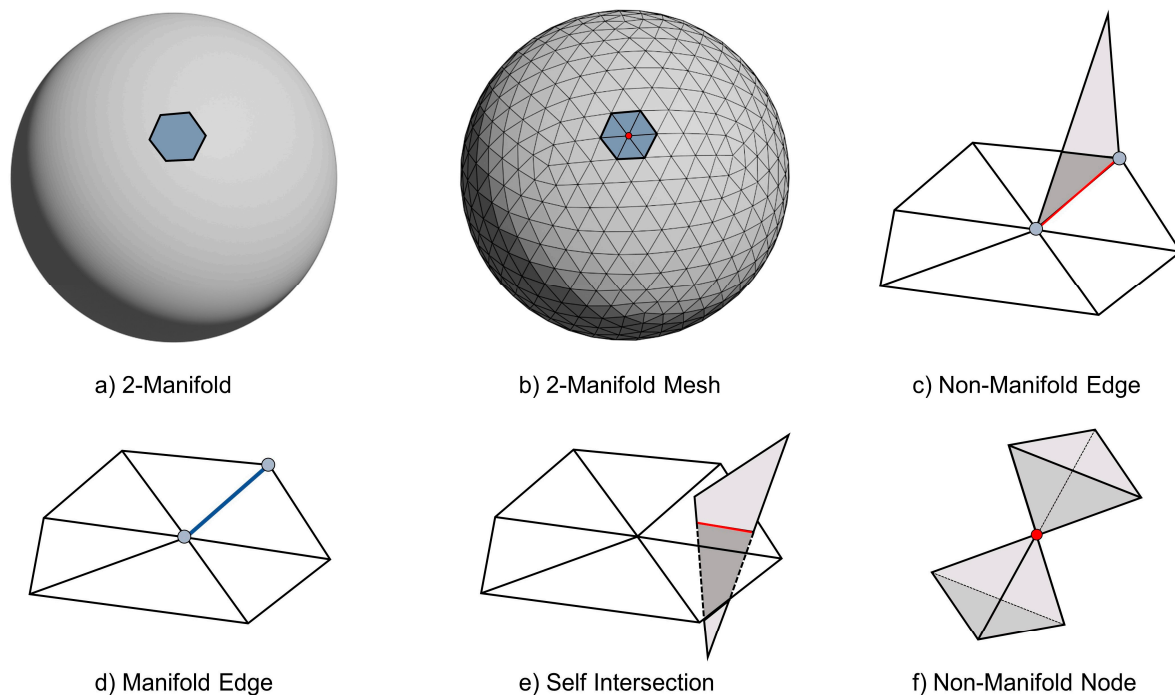 a) 2-Manifold
b) 2-Manifold Mesh
c) Non-Manifold Edge
d) Manifold Edge
e) Self Intersection
f) Non-Manifold Node